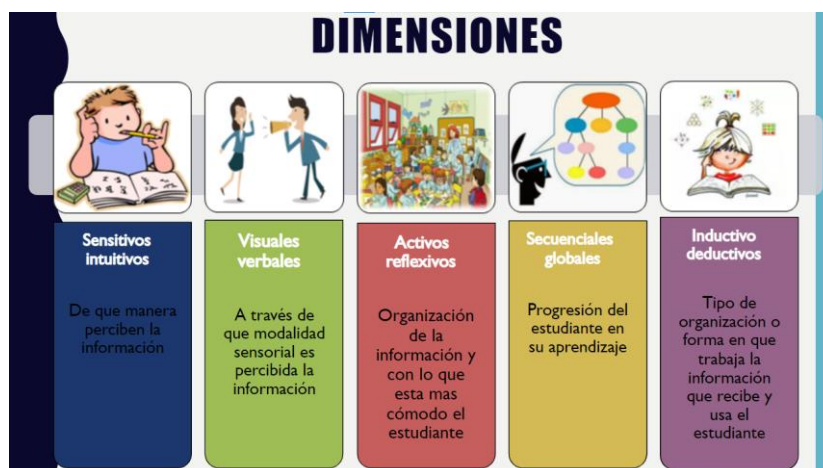 DIMENSIONES
Sensitivos
intuitivos
De que manera
perciben la
información
Visuales
verbales
A través de
que modalidad
sensorial es
percibida la
información
Activos
reflexivos
Organización
de la
información y
con lo que
esta mas
cómodo el
estudiante
Secuenciales
globales
Progresión del
estudiante en
su aprendizaje
Inductivo
deductivos
Tipo de
organización o
forma en que
trabaja la
información
que recibe y
usa el
estudiante